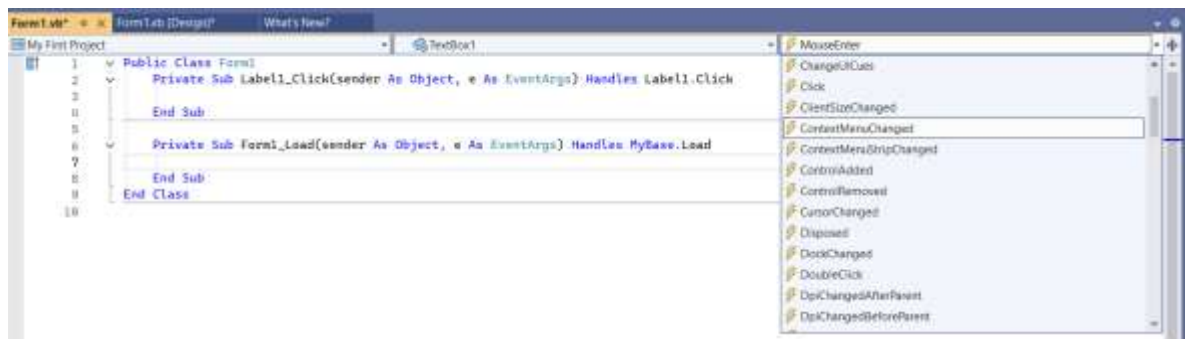 Form1.vb*
Form1.vb [Design]*
What's New?
My First Project
TextBox1
MouseEnter
1 Public Class Form1
2 Private Sub Label1_Click(sender As Object, e As EventArgs) Handles Label1.Click
3
4 End Sub
5
6 Private Sub Form1_Load(sender As Object, e As EventArgs) Handles MyBase.Load
7
8 End Sub
9 End Class
10
ChangeUICues
Click
ClientSizeChanged
ContextMenuChanged
ContextMenuStripChanged
ControlAdded
ControlRemoved
CursorChanged
Disposed
DockChanged
DoubleClick
DpiChangedAfterParent
DpiChangedBeforeParent